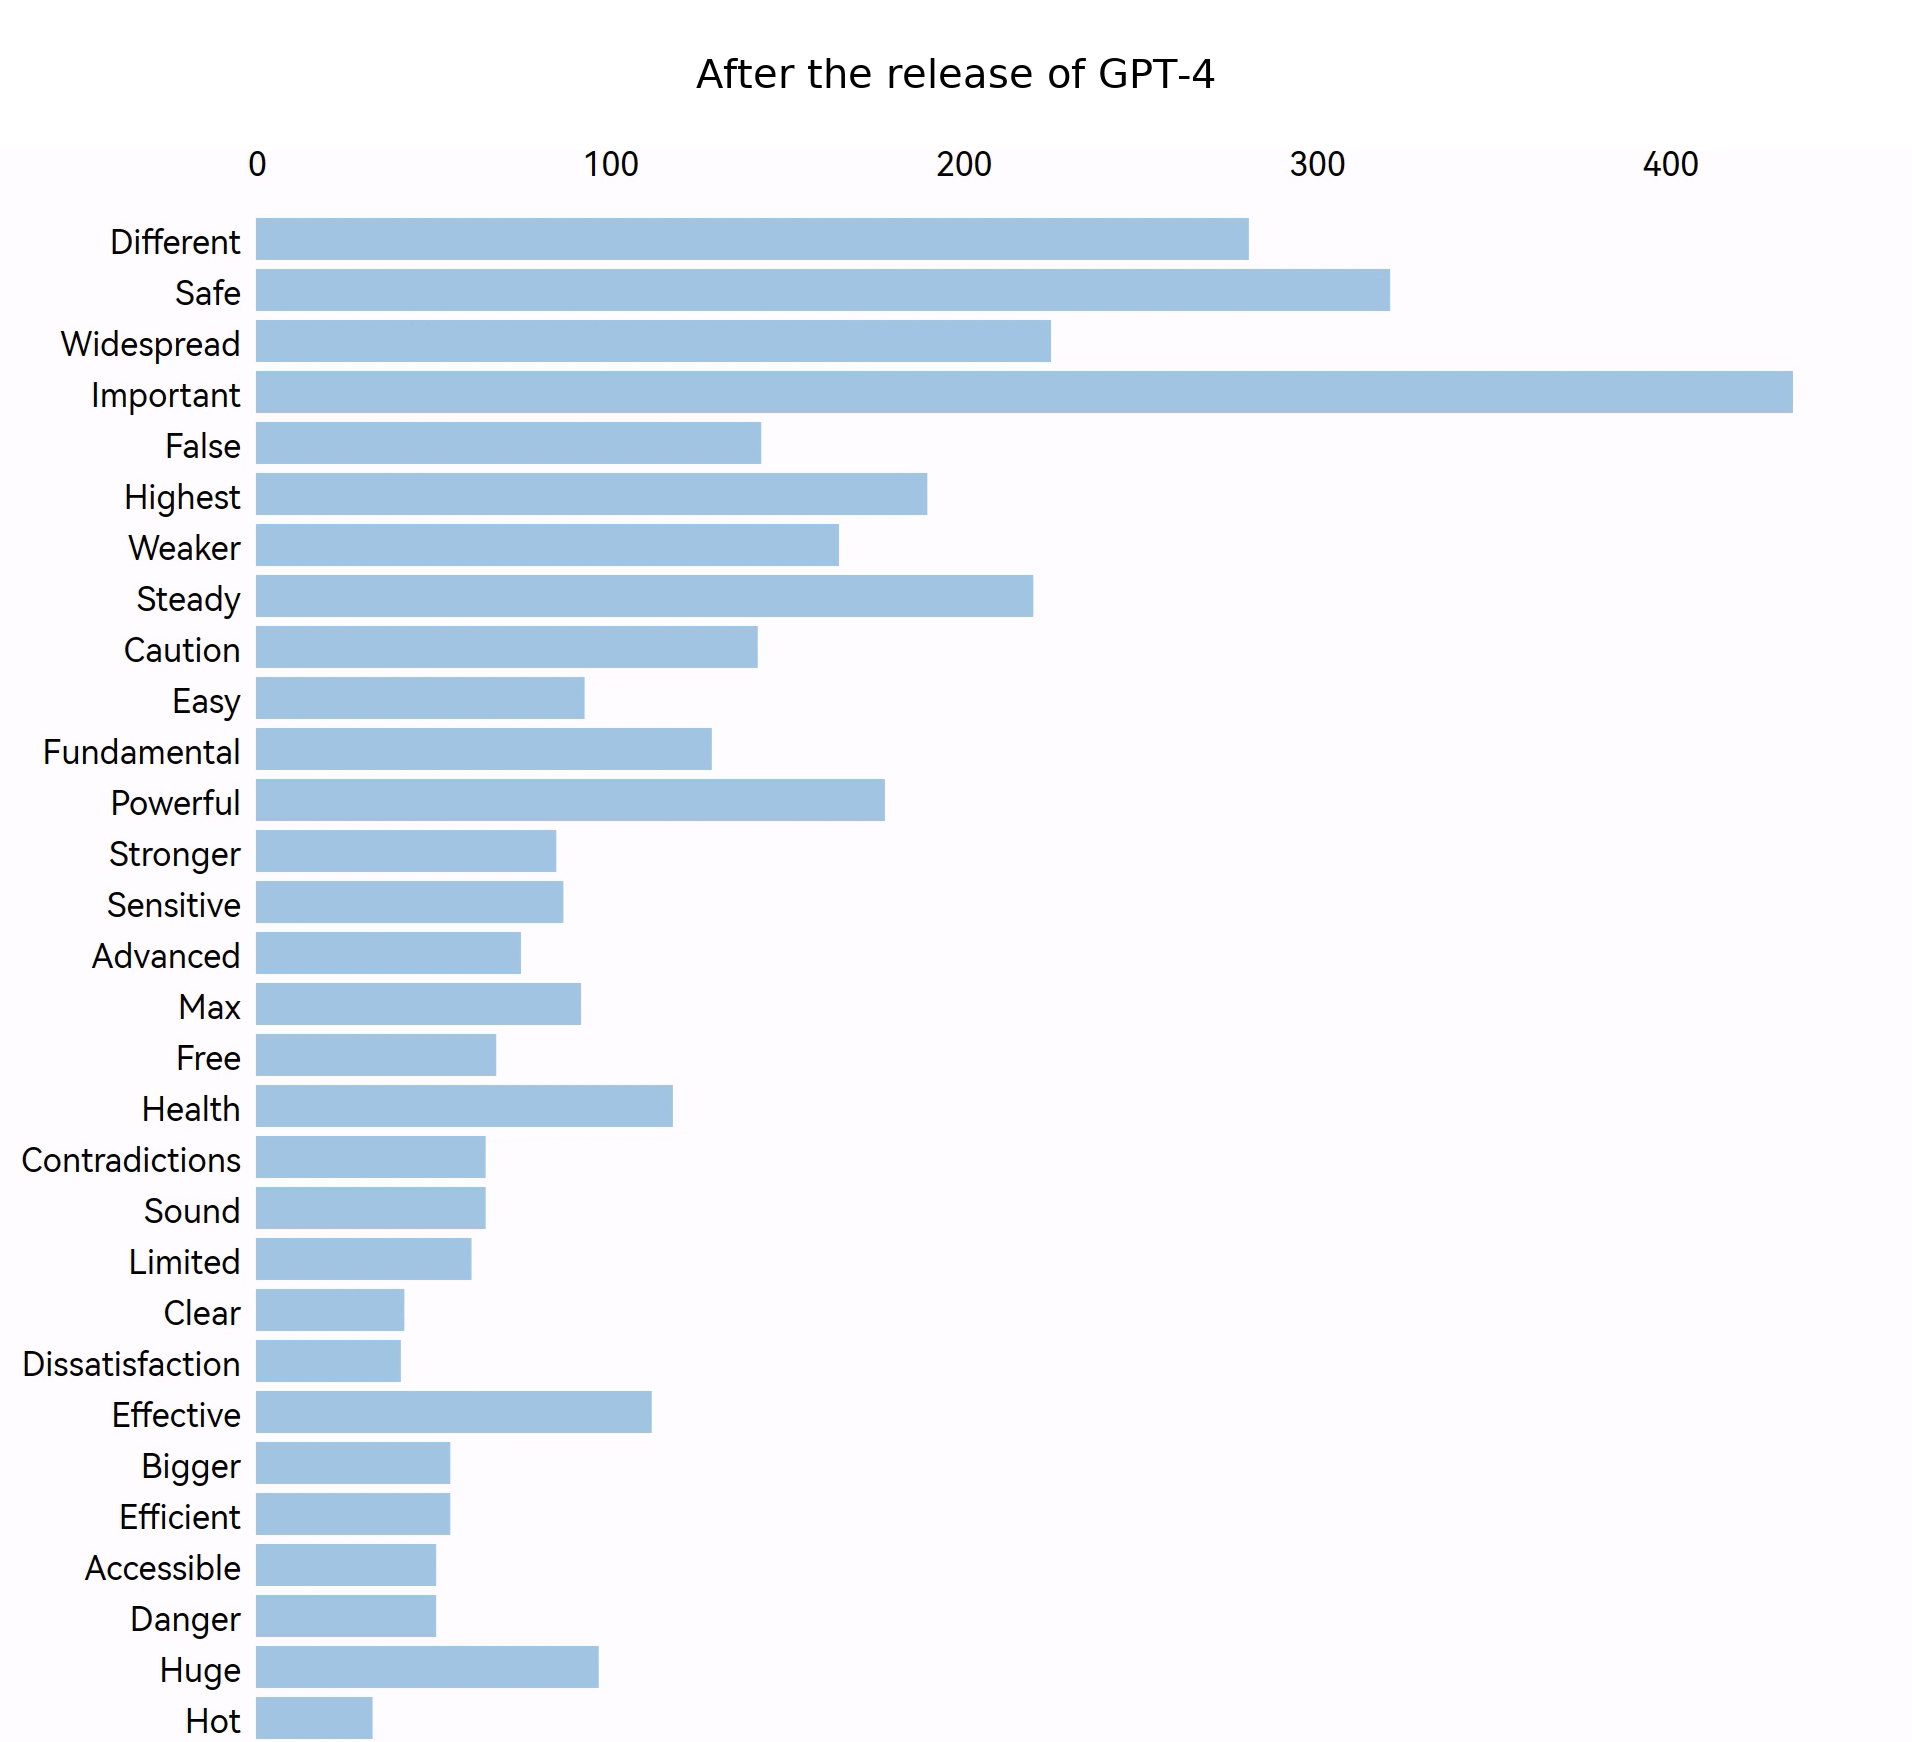 After the release of GPT-4
0 100 200 300 400
Different
Safe
Widespread
Important
False
Highest
Weaker
Steady
Caution
Easy
Fundamental
Powerful
Stronger
Sensitive
Advanced
Max
Free
Health
Contradictions
Sound
Limited
Clear
Dissatisfaction
Effective
Bigger
Efficient
Accessible
Danger
Huge
Hot